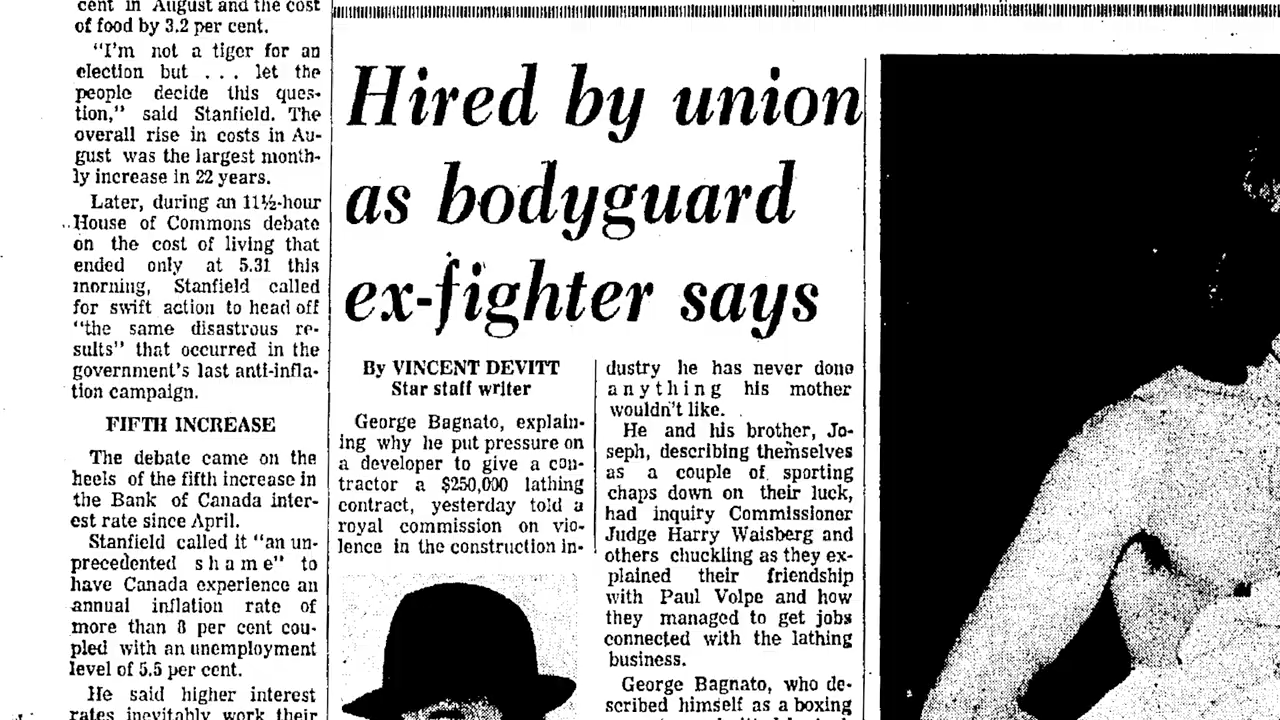 cent in August and the cost
of food by 3.2 per cent.
"I'm not a tiger for an
election but . . . let the
people decide this ques-
tion," said Stanfield. The
overall rise in costs in Au-
gust was the largest month-
ly increase in 22 years.
Later, during an 11½-hour
House of Commons debate
on the cost of living that
ended only at 5.31 this
morning, Stanfield called
for swift action to head off
"the same disastrous re-
sults" that occurred in the
government's last anti-infla-
tion campaign.
FIFTH INCREASE
The debate came on the
heels of the fifth increase in
the Bank of Canada inter-
est rate since April.
Stanfield called it "an un-
precedented shame" to
have Canada experience an
annual inflation rate of
more than 8 per cent cou-
pled with an unemployment
level of 5.5 per cent.
He said higher interest
rates inevitably work their
Hired by union
as bodyguard
ex-fighter says
By VINCENT DEVITT
Star staff writer
George Bagnato, explain-
ing why he put pressure on
a developer to give a con-
tractor a $250,000 lathing
contract, yesterday told a
royal commission on vio-
lence in the construction in-
dustry he has never done
anything his mother
wouldn't like.
He and his brother, Jo-
seph, describing themselves
as a couple of sporting
chaps down on their luck,
had inquiry Commissioner
Judge Harry Waisberg and
others chuckling as they ex-
plained their friendship
with Paul Volpe and how
they managed to get jobs
connected with the lathing
business.
George Bagnato, who de-
scribed himself as a boxing